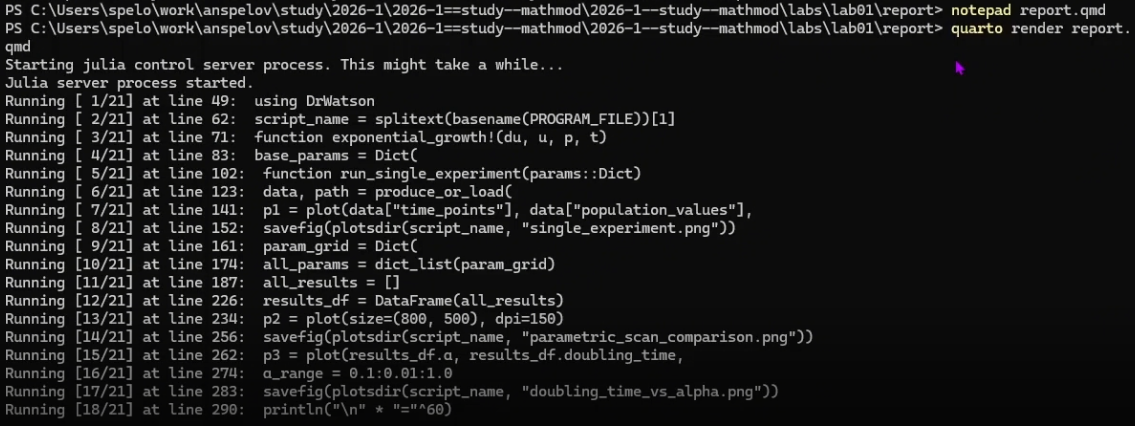 PS C:\Users\spelo\work\anspelov\study\2026-1\2026-1==study--mathmod\2026-1--study--mathmod\labs\lab01\report> notepad report.qmd
PS C:\Users\spelo\work\anspelov\study\2026-1\2026-1==study--mathmod\2026-1--study--mathmod\labs\lab01\report> quarto render report.
qmd
Starting julia control server process. This might take a while...
Julia server process started.
Running [ 1/21] at line 49:  using DrWatson
Running [ 2/21] at line 62:  script_name = splitext(basename(PROGRAM_FILE))[1]
Running [ 3/21] at line 71:  function exponential_growth!(du, u, p, t)
Running [ 4/21] at line 83:  base_params = Dict(
Running [ 5/21] at line 102:  function run_single_experiment(params::Dict)
Running [ 6/21] at line 123:  data, path = produce_or_load(
Running [ 7/21] at line 141:  p1 = plot(data["time_points"], data["population_values"],
Running [ 8/21] at line 152:  savefig(plotsdir(script_name, "single_experiment.png"))
Running [ 9/21] at line 161:  param_grid = Dict(
Running [10/21] at line 174:  all_params = dict_list(param_grid)
Running [11/21] at line 187:  all_results = []
Running [12/21] at line 226:  results_df = DataFrame(all_results)
Running [13/21] at line 234:  p2 = plot(size=(800, 500), dpi=150)
Running [14/21] at line 256:  savefig(plotsdir(script_name, "parametric_scan_comparison.png"))
Running [15/21] at line 262:  p3 = plot(results_df.α, results_df.doubling_time,
Running [16/21] at line 274:  α_range = 0.1:0.01:1.0
Running [17/21] at line 283:  savefig(plotsdir(script_name, "doubling_time_vs_alpha.png"))
Running [18/21] at line 290:  println("\n" * "="^60)